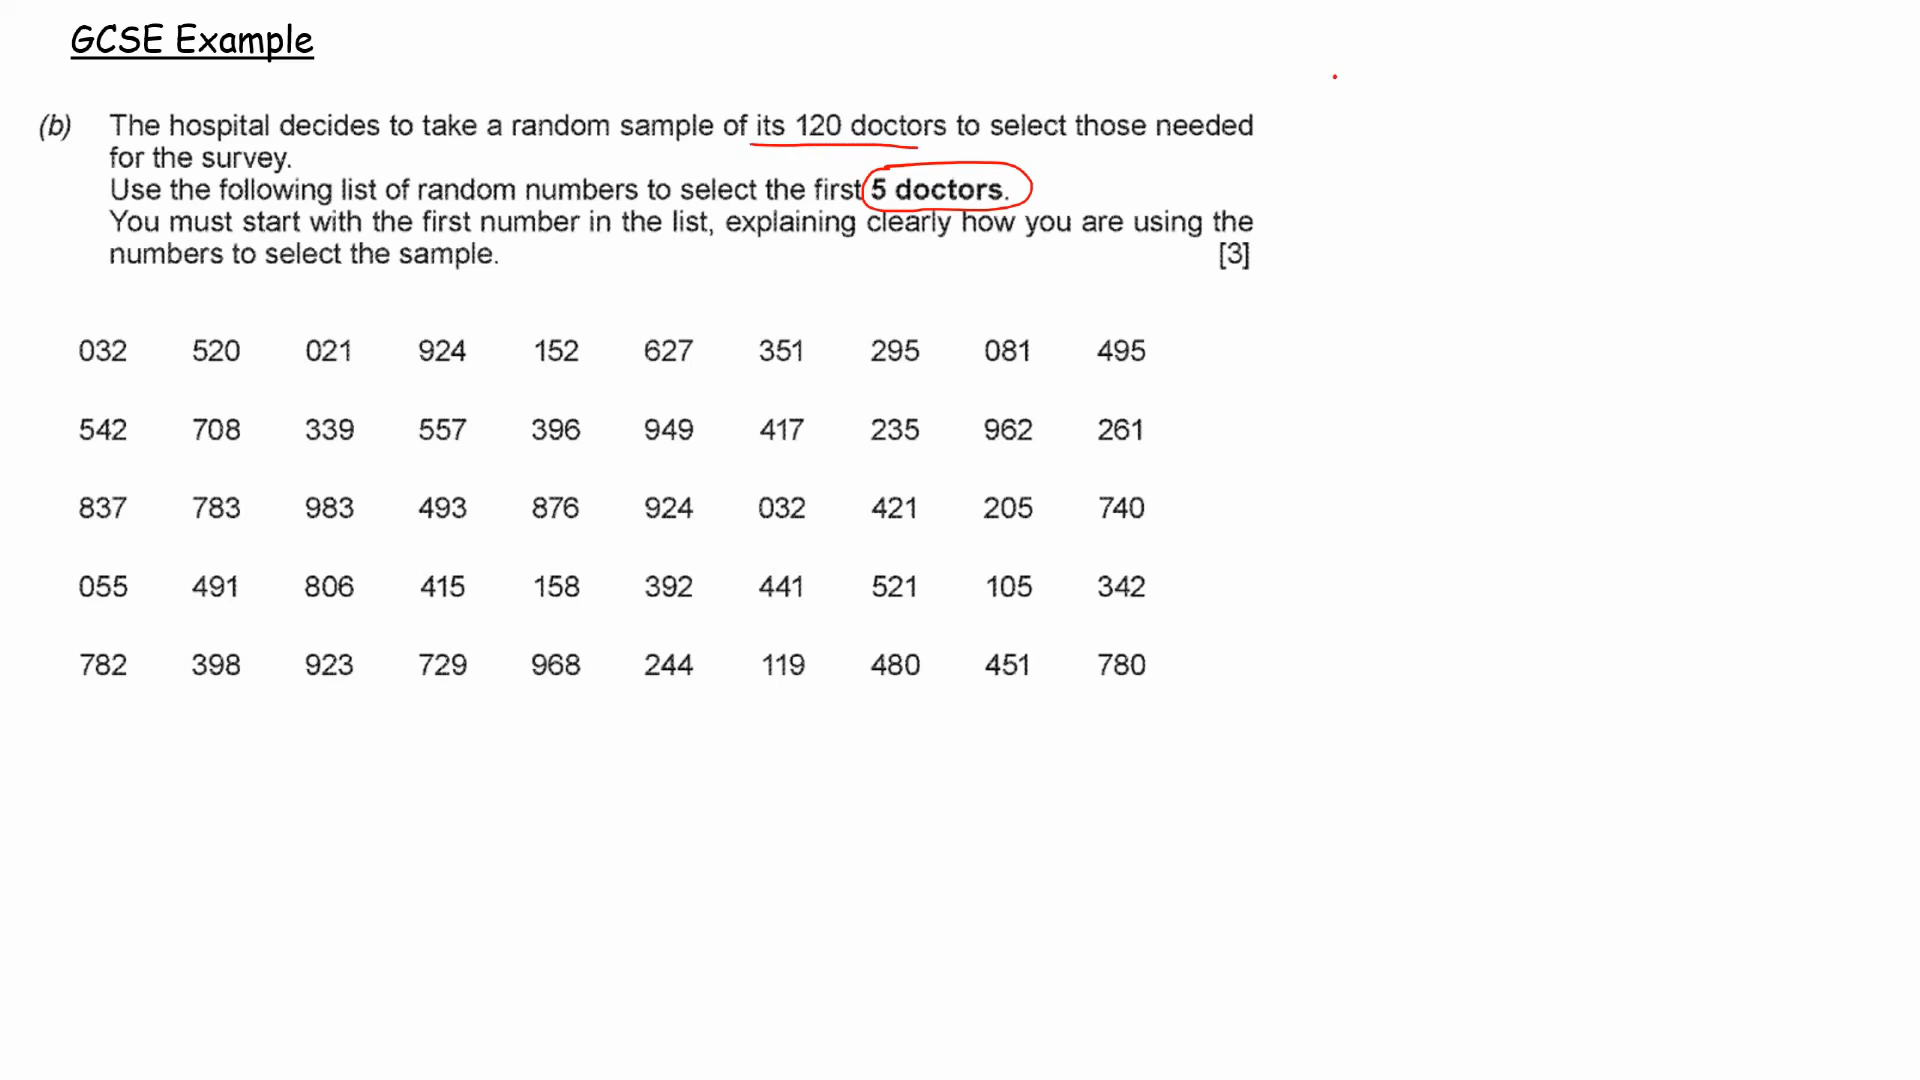 GCSE Example
(b) The hospital decides to take a random sample of its 120 doctors to select those needed
for the survey.
Use the following list of random numbers to select the first 5 doctors.
You must start with the first number in the list, explaining clearly how you are using the
numbers to select the sample. [3]
032 520 021 924 152 627 351 295 081 495
542 708 339 557 396 949 417 235 962 261
837 783 983 493 876 924 032 421 205 740
055 491 806 415 158 392 441 521 105 342
782 398 923 729 968 244 119 480 451 780